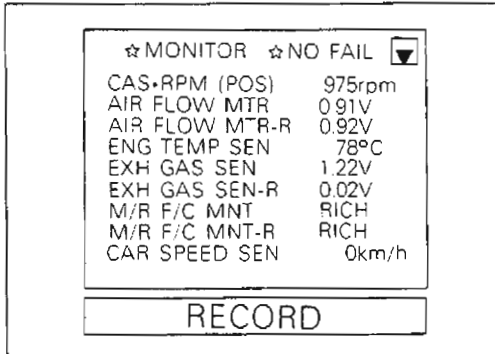 ☆MONITOR ☆NO FAIL ▼
CAS•RPM (POS) 975rpm
AIR FLOW MTR 0.91V
AIR FLOW MTR-R 0.92V
ENG TEMP SEN 78°C
EXH GAS SEN 1.22V
EXH GAS SEN-R 0.02V
M/R F/C MNT RICH
M/R F/C MNT-R RICH
CAR SPEED SEN 0km/h
RECORD